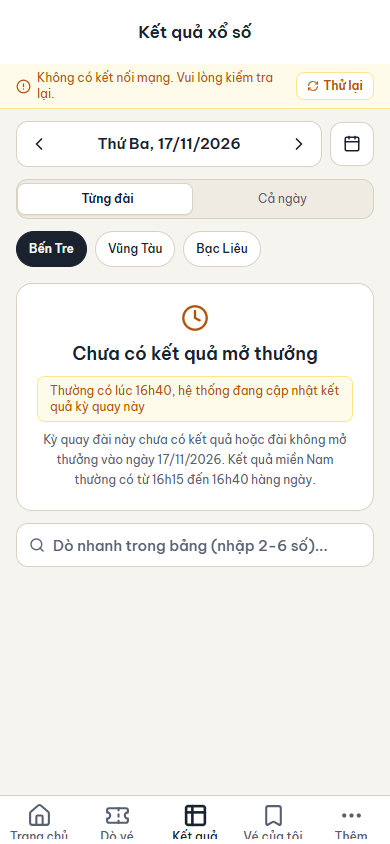 Kết quả xổ số
Không có kết nối mạng. Vui lòng kiểm tra
lại.
Thử lại
Thứ Ba, 17/11/2026
Từng đài
Cả ngày
Bến Tre
Vũng Tàu
Bạc Liêu
Chưa có kết quả mở thưởng
Thường có lúc 16h40, hệ thống đang cập nhật kết
quả kỳ quay này
Kỳ quay đài này chưa có kết quả hoặc đài không mở
thưởng vào ngày 17/11/2026. Kết quả miền Nam
thường có từ 16h15 đến 16h40 hàng ngày.
Dò nhanh trong bảng (nhập 2-6 số)...
Trang chủ
Dò vé
Kết quả
Vé của tôi
Thêm